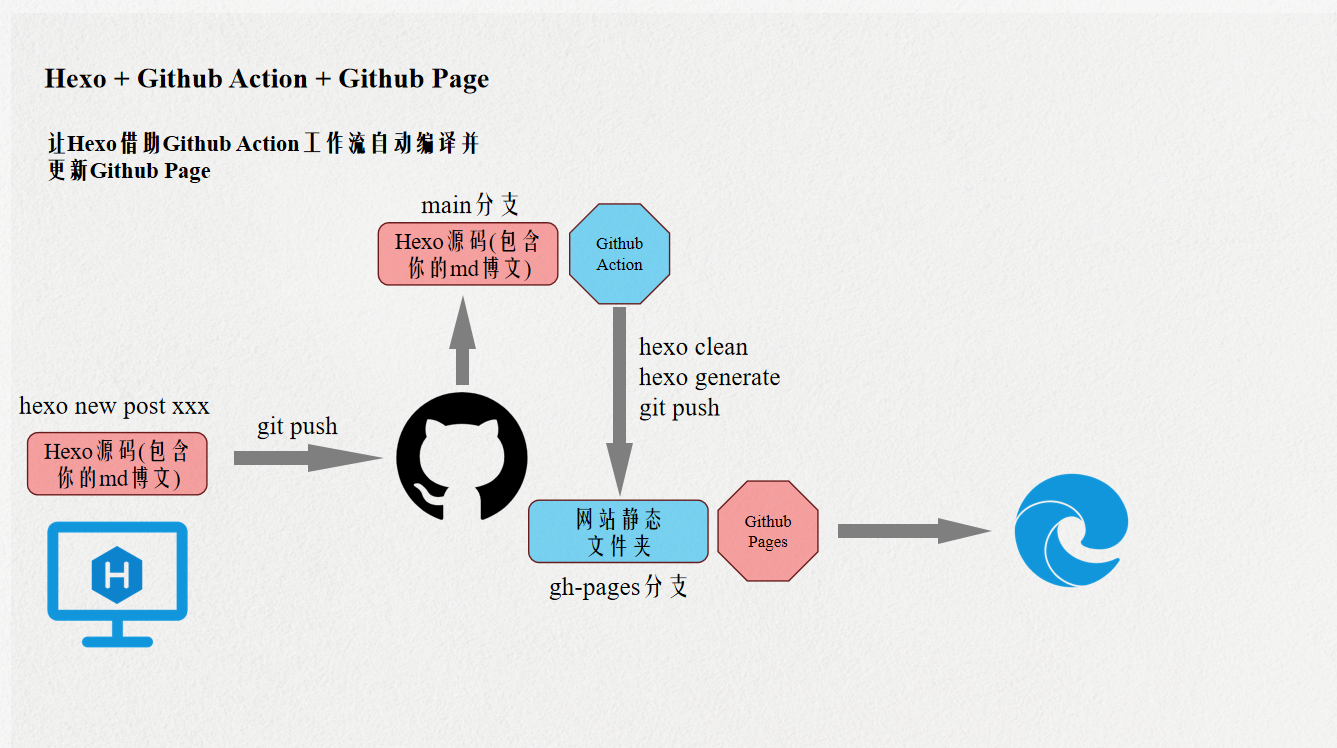 Hexo + Github Action + Github Page
让Hexo借助Github Action工作流自动编译并
更新Github Page
main分支
Hexo源码(包含
你的md博文)
Github
Action
hexo clean
hexo generate
git push
hexo new post xxx
git push
Hexo源码(包含
你的md博文)
网站静态
文件夹
Github
Pages
gh-pages分支
H